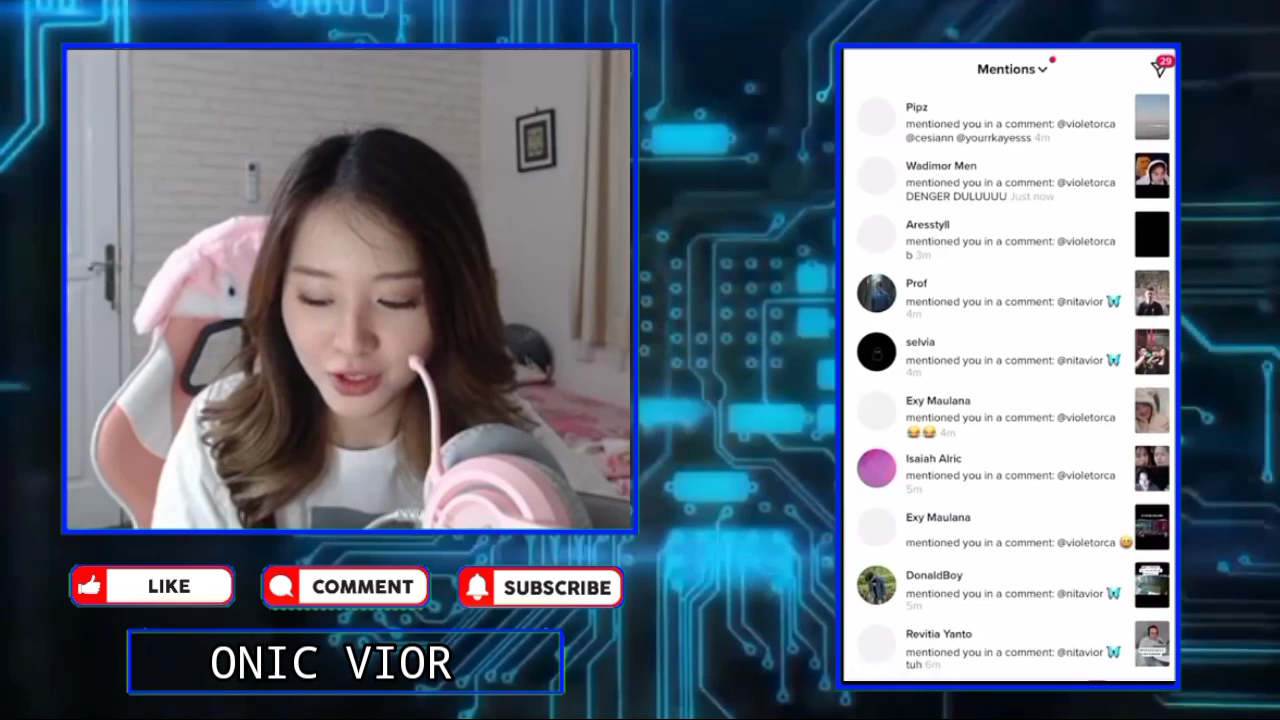 Mentions
29
Pipz
mentioned you in a comment: @violetorca
@cesiann @yourrkayesss 4m
Wadimor Men
mentioned you in a comment: @violetorca
DENGER DULUUUU Just now
Aresstyll
mentioned you in a comment: @violetorca
b 3m
Prof
mentioned you in a comment: @nitavior 🦋
4m
selvia
mentioned you in a comment: @nitavior 🦋
4m
Exy Maulana
mentioned you in a comment: @violetorca
😂😂 4m
Isaiah Alric
mentioned you in a comment: @violetorca
5m
Exy Maulana
mentioned you in a comment: @violetorca 😄
DonaldBoy
mentioned you in a comment: @nitavior 🦋
5m
Revitia Yanto
mentioned you in a comment: @nitavior 🦋
tuh 6m
LIKE
COMMENT
SUBSCRIBE
ONIC VIOR